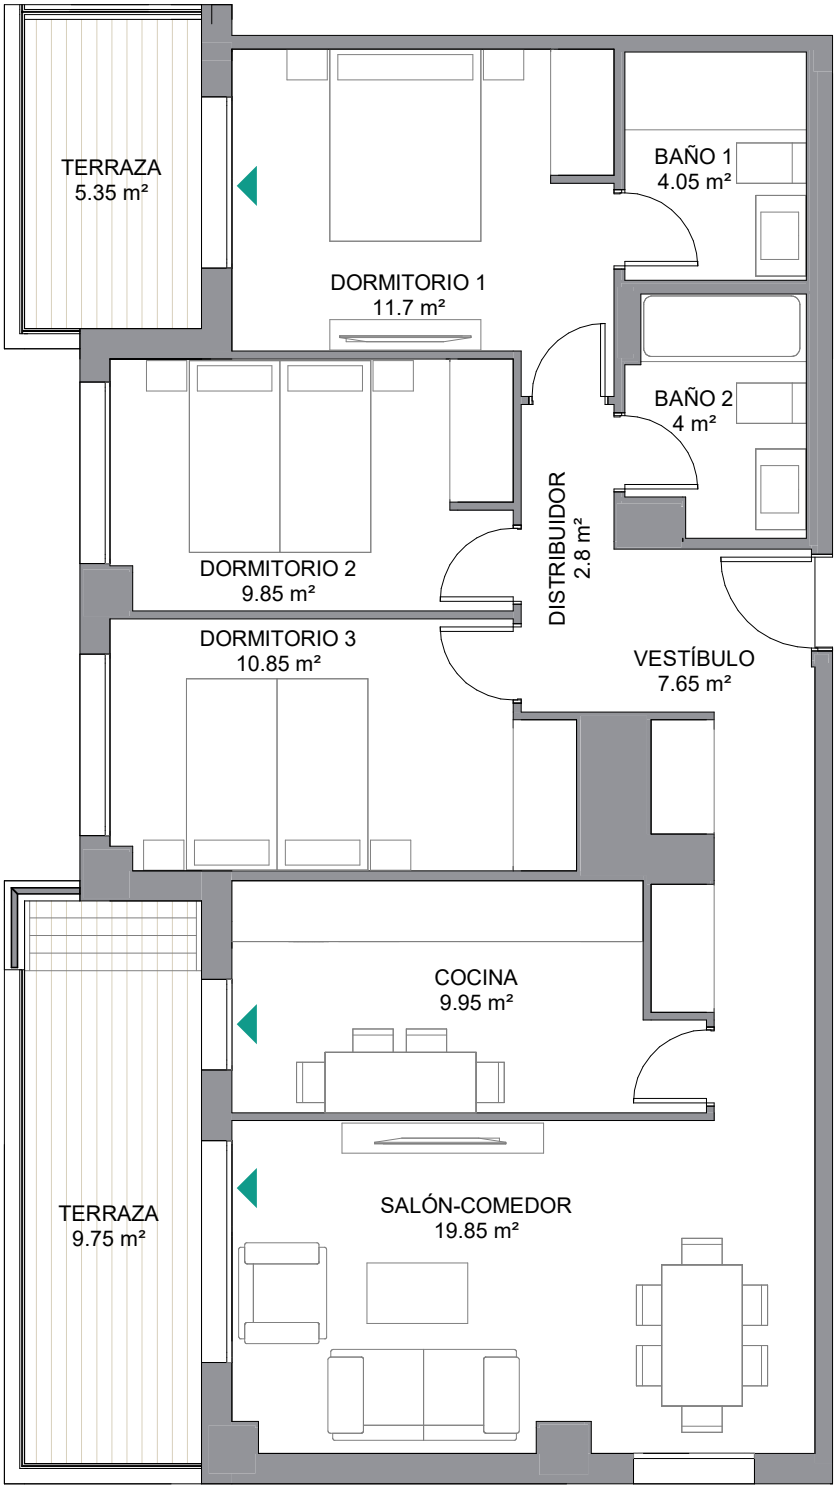 TERRAZA
5.35 m²
BAÑO 1
4.05 m²
DORMITORIO 1
11.7 m²
BAÑO 2
4 m²
DISTRIBUIDOR
2.8 m²
DORMITORIO 2
9.85 m²
DORMITORIO 3
10.85 m²
VESTÍBULO
7.65 m²
COCINA
9.95 m²
TERRAZA
9.75 m²
SALÓN-COMEDOR
19.85 m²